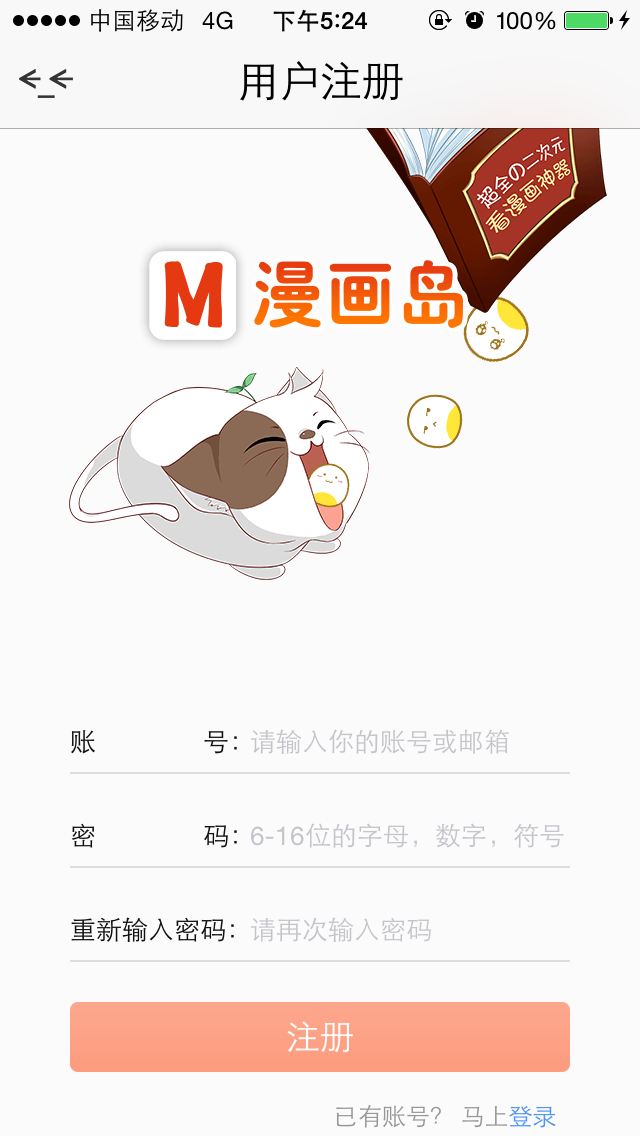 中国移动 4G 下午5:24 100%
用户注册
超全の二次元
看漫画神器
M 漫画岛
账号：请输入你的账号或邮箱
密码：6-16位的字母，数字，符号
重新输入密码：请再次输入密码
注册
已有账号？ 马上登录